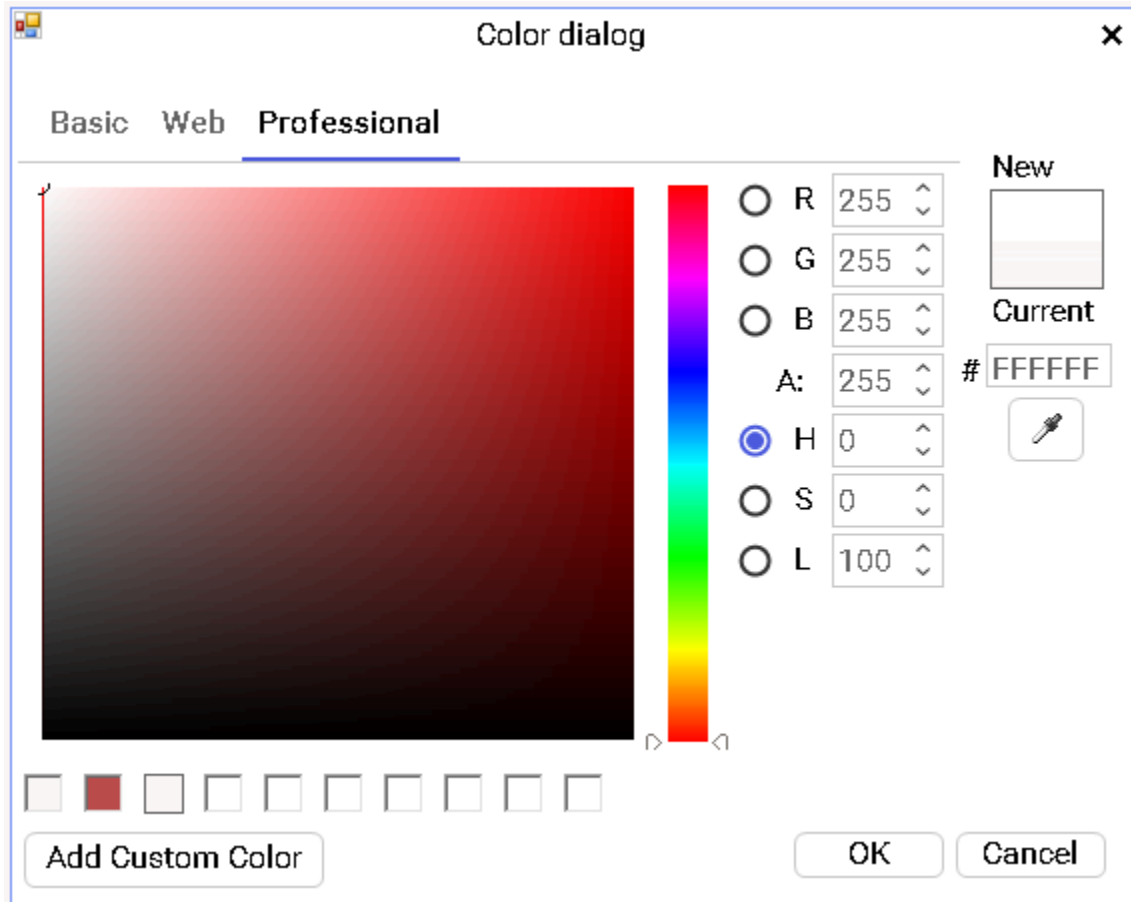 Color dialog
Basic Web Professional
New
R 255
G 255
B 255
Current
A: 255
# FFFFFF
H 0
S 0
L 100
Add Custom Color
OK
Cancel